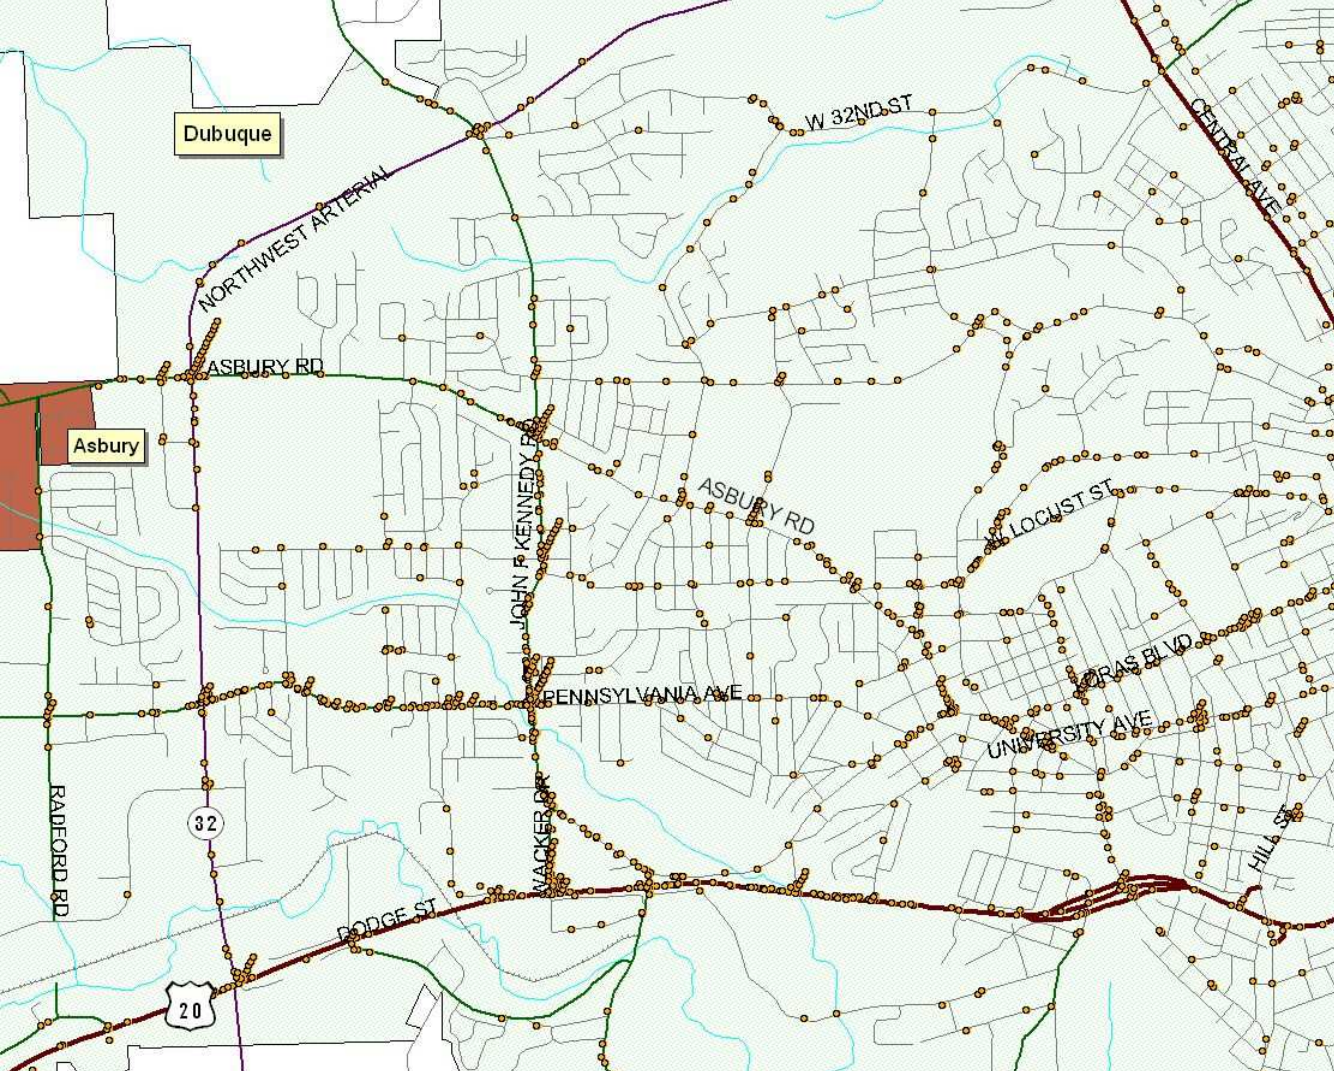 W 32ND ST
CENTRAL AVE
Dubuque
NORTHWEST ARTERIAL
ASBURY RD
Asbury
JOHN F KENNEDY RD
ASBURY RD
W LOCUST ST
LORAS BLVD
PENNSYLVANIA AVE
UNIVERSITY AVE
RADFORD RD
32
WACKER DR
HILL ST
DODGE ST
20